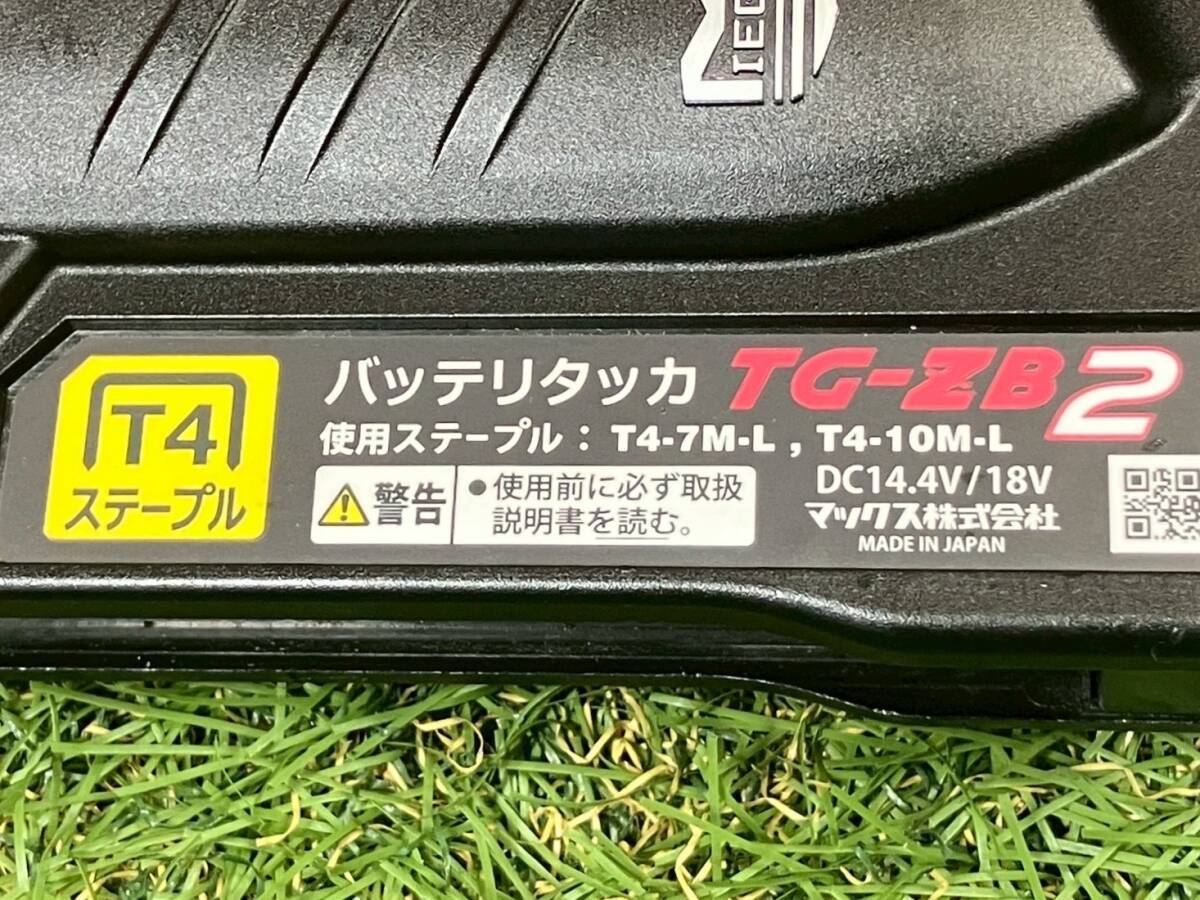 T4
ステープル
バッテリタッカ TG-ZB2
使用ステープル： T4-7M-L , T4-10M-L
警告
●使用前に必ず取扱
説明書を読む。
DC14.4V/18V
マックス株式会社
MADE IN JAPAN